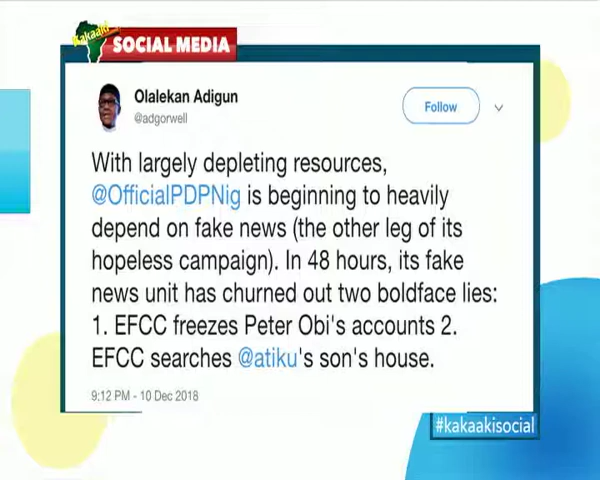 Kakaaki
SOCIAL MEDIA
Olalekan Adigun
@adgorwell
Follow
With largely depleting resources,
@OfficialPDPNig is beginning to heavily
depend on fake news (the other leg of its
hopeless campaign). In 48 hours, its fake
news unit has churned out two boldface lies:
1. EFCC freezes Peter Obi's accounts 2.
EFCC searches @atiku's son's house.
9:12 PM - 10 Dec 2018
#kakaakisocial